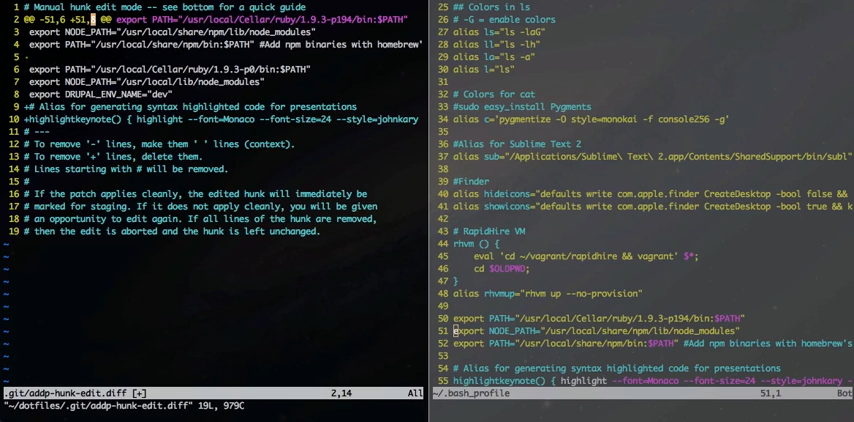 1 # Manual hunk edit mode -- see bottom for a quick guide
2 @@ -51,6 +51,8 @@ export PATH="/usr/local/Cellar/ruby/1.9.3-p194/bin:$PATH"
3 export NODE_PATH="/usr/local/share/npm/lib/node_modules"
4 export PATH="/usr/local/share/npm/bin:$PATH" #Add npm binaries with homebrew'
5
6 export PATH="/usr/local/Cellar/ruby/1.9.3-p0/bin:$PATH"
7 export NODE_PATH="/usr/local/lib/node_modules"
8 export DRUPAL_ENV_NAME="dev"
9 +# Alias for generating syntax highlighted code for presentations
10 +highlightkeynote() { highlight --font=Monaco --font-size=24 --style=johnkary
11 # ---
12 # To remove '-' lines, make them ' ' lines (context).
13 # To remove '+' lines, delete them.
14 # Lines starting with # will be removed.
15 #
16 # If the patch applies cleanly, the edited hunk will immediately be
17 # marked for staging. If it does not apply cleanly, you will be given
18 # an opportunity to edit again. If all lines of the hunk are removed,
19 # then the edit is aborted and the hunk is left unchanged.
~
~
~
~
~
~
~
~
~
~
~
~
.git/addp-hunk-edit.diff [+] 2,14 All
"~/dotfiles/.git/addp-hunk-edit.diff" 19L, 979C
25 ## Colors in ls
26 # -G = enable colors
27 alias ls="ls -laG"
28 alias ll="ls -lh"
29 alias la="ls -a"
30 alias l="ls"
31
32 # Colors for cat
33 #sudo easy_install Pygments
34 alias c='pygmentize -O style=monokai -f console256 -g'
35
36 #Alias for Sublime Text 2
37 alias sub="/Applications/Sublime\ Text\ 2.app/Contents/SharedSupport/bin/subl"
38
39 #Finder
40 alias hideicons="defaults write com.apple.finder CreateDesktop -bool false &&
41 alias showicons="defaults write com.apple.finder CreateDesktop -bool true && k
42
43 # RapidHire VM
44 rhvm () {
45 eval 'cd ~/vagrant/rapidhire && vagrant' $*;
46 cd $OLDPWD;
47 }
48 alias rhvmup="rhvm up --no-provision"
49
50 export PATH="/usr/local/Cellar/ruby/1.9.3-p194/bin:$PATH"
51 export NODE_PATH="/usr/local/share/npm/lib/node_modules"
52 export PATH="/usr/local/share/npm/bin:$PATH" #Add npm binaries with homebrew's
53
54 # Alias for generating syntax highlighted code for presentations
55 highlightkeynote() { highlight --font=Monaco --font-size=24 --style=johnkary -
~/.bash_profile 51,1 Bot